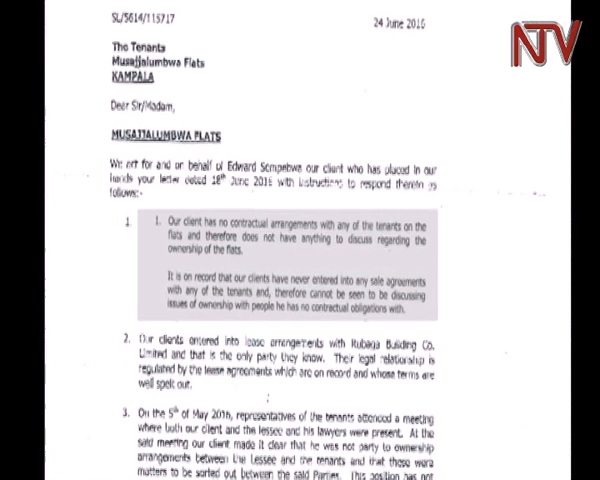 SL/5614/115717
24 June 2016
NTV
The Tenants
Musajjalumbwa Flats
KAMPALA
Dear Sir/Madam,
MUSAJJALUMBWA FLATS
We act for and on behalf of Edward Sempebwa our client who has placed in our
hands your letter dated 18th June 2016 with instructions to respond therein as
follows:-
1. 1. Our client has no contractual arrangements with any of the tenants on the
flats and therefore does not have anything to discuss regarding the
ownership of the flats.
It is on record that our clients have never entered into any sale agreements
with any of the tenants and, therefore cannot be seen to be discussing
issues of ownership with people he has no contractual obligations with.
2. Our clients entered into lease arrangements with Rubaga Building Co.
Limited and that is the only party they know. Their legal relationship is
regulated by the lease agreements which are on record and whose terms are
well spelt out.
3. On the 5th of May 2016, representatives of the tenants attended a meeting
where both our client and the lessee and his lawyers were present. At the
said meeting our client made it clear that he was not party to ownership
arrangements between the Lessee and the tenants and that these were
matters to be sorted out between the said Parties. This position has not